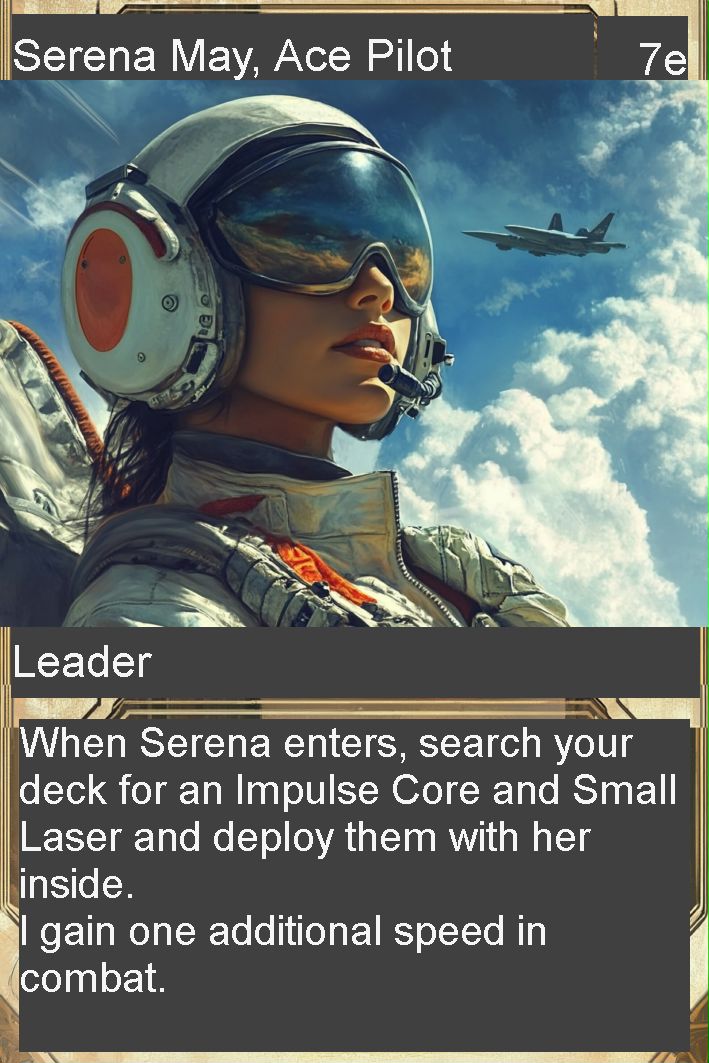 Serena May, Ace Pilot
7e
Leader
When Serena enters, search your
deck for an Impulse Core and Small
Laser and deploy them with her
inside.
I gain one additional speed in
combat.